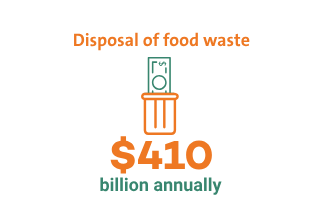 Disposal of food waste
$410
billion annually